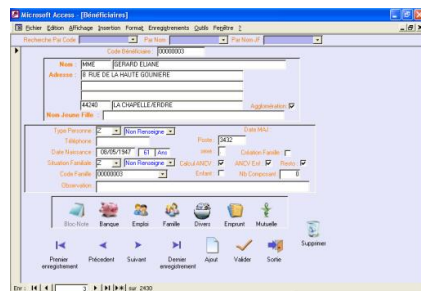 Microsoft Access - [Bénéficiaires]
Fichier Edition Affichage Insertion Format Enregistrements Outils Fenêtre ?
Recherche Par Code Par Nom Par Nom JF
Code Bénéficiaire : 00000003
Nom : MME GERARD ELIANE
Adresse : 8 RUE DE LA HAUTE GOUNIERE
44240 LA CHAPELLE/ERDRE Agglomération
Nom Jeune Fille :
Type Personne Z Non Renseigne Date MAJ
Téléphone Poste 3432
Date Naissance 08/05/1947 61 Ans Création Famille
Situation Familiale Z Non Renseigne Calcul ANCV ANCV Enf
Code Famille 00000003 Enfant Nb Composant 0
Observation
Bloc-Note Banque Emploi Famille Divers Emprunt Mutuelle
Supprimer
Premier enregistrement Précédent Suivant Dernier enregistrement Ajout Valider Sortie
Enr : 3 sur 2430